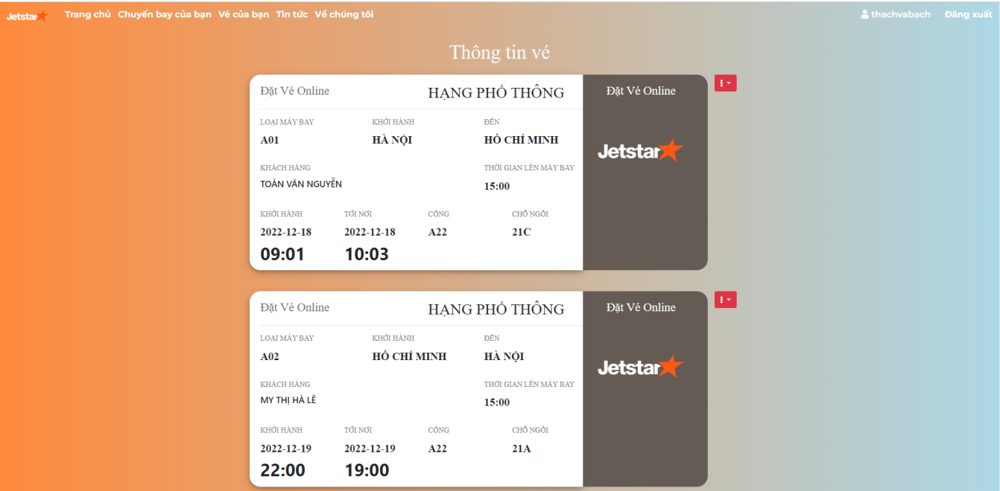 Jetstar Trang chủ Chuyến bay của bạn Vé của bạn Tin tức Về chúng tôi thachvabach Đăng xuất
Thông tin vé
Đặt Vé Online HẠNG PHỔ THÔNG Đặt Vé Online
LOẠI MÁY BAY KHỞI HÀNH ĐẾN
A01 HÀ NỘI HỒ CHÍ MINH
Jetstar
KHÁCH HÀNG THỜI GIAN LÊN MÁY BAY
TOÀN VĂN NGUYỄN 15:00
KHỞI HÀNH TỚI NƠI CỔNG CHỖ NGỒI
2022-12-18 2022-12-18 A22 21C
09:01 10:03
Đặt Vé Online HẠNG PHỔ THÔNG Đặt Vé Online
LOẠI MÁY BAY KHỞI HÀNH ĐẾN
A02 HỒ CHÍ MINH HÀ NỘI
Jetstar
KHÁCH HÀNG THỜI GIAN LÊN MÁY BAY
MY THỊ HÀ LÊ 15:00
KHỞI HÀNH TỚI NƠI CỔNG CHỖ NGỒI
2022-12-19 2022-12-19 A22 21A
22:00 19:00